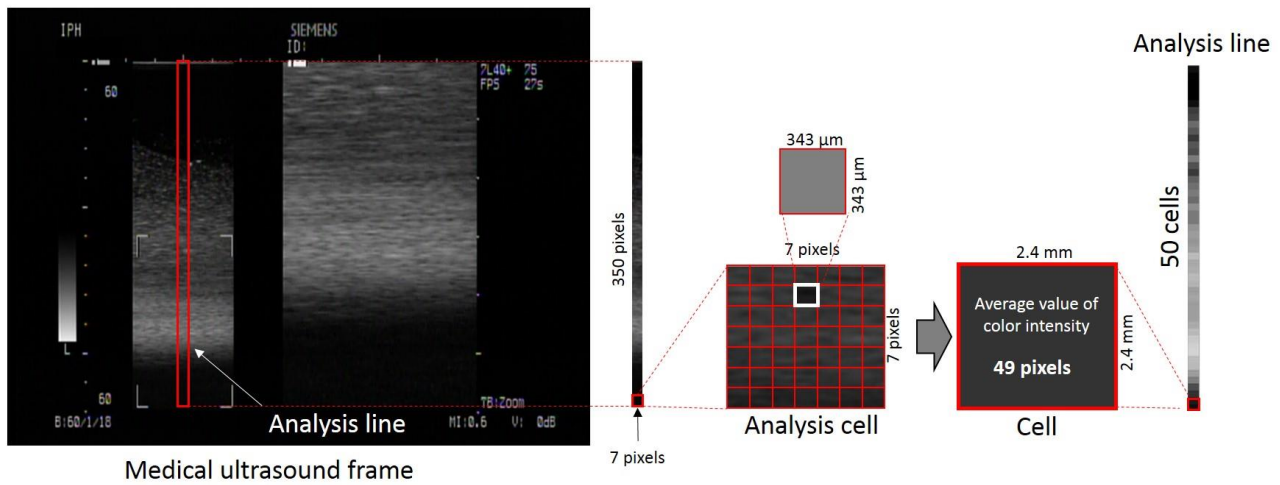 IPH
SIEMENS
ID:
7L40+ 75
FPS 27s
60
60
B:60/1/18
TB:Zoom
MI:0.6 V: 0dB
Analysis line
Medical ultrasound frame
350 pixels
7 pixels
343 µm
343 µm
7 pixels
7 pixels
Analysis cell
2.4 mm
2.4 mm
Average value of
color intensity
49 pixels
Cell
Analysis line
50 cells